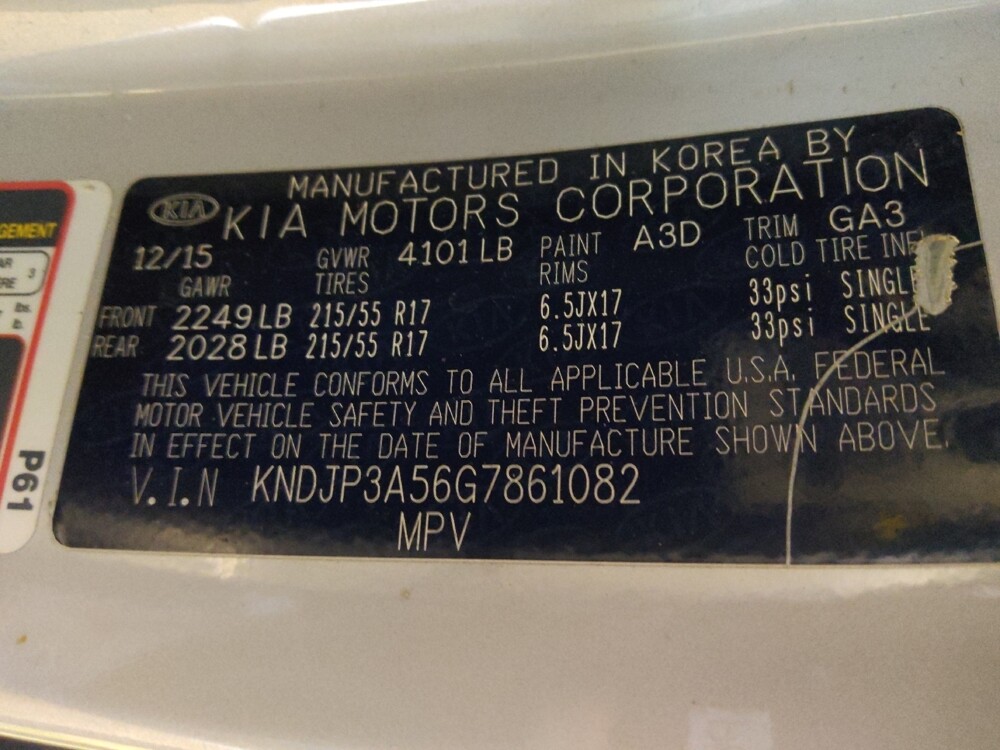 MANUFACTURED IN KOREA BY
KIA KIA MOTORS CORPORATION
12/15 GVWR 4101 LB PAINT A3D TRIM GA3
GAWR TIRES RIMS COLD TIRE
FRONT 2249 LB 215/55 R17 6.5JX17 33psi
REAR 2028 LB 215/55 R17 6.5JX17 33psi SINGLE
THIS VEHICLE CONFORMS TO ALL APPLICABLE U.S.A. FEDERAL
MOTOR VEHICLE SAFETY AND THEFT PREVENTION STANDARDS
IN EFFECT ON THE DATE OF MANUFACTURE SHOWN ABOVE.
V.I.N KNDJP3A56G7861082
MPV
3
lbs.
P61